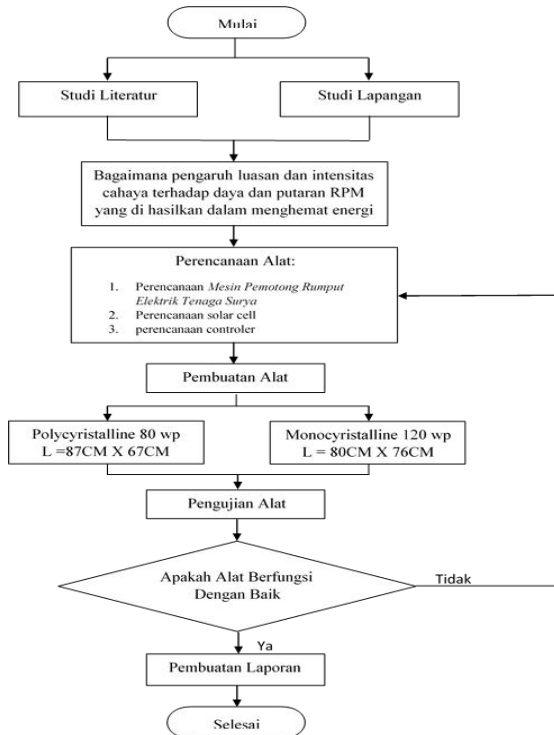 Mulai
Studi Literatur
Studi Lapangan
Bagaimana pengaruh luasan dan intensitas
cahaya terhadap daya dan putaran RPM
yang di hasilkan dalam menghemat energi
Perencanaan Alat:
1. Perencanaan Mesin Pemotong Rumput
Elektrik Tenaga Surya
2. Perencanaan solar cell
3. perencanaan controler
Pembuatan Alat
Polycyristalline 80 wp
L =87CM X 67CM
Monocyristalline 120 wp
L = 80CM X 76CM
Pengujian Alat
Apakah Alat Berfungsi
Dengan Baik
Tidak
Ya
Pembuatan Laporan
Selesai